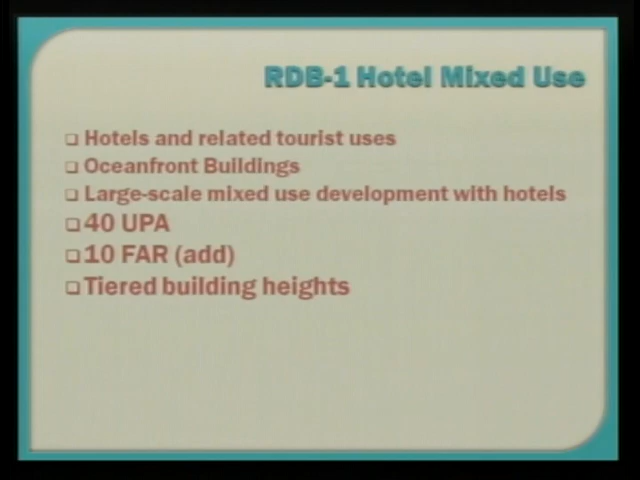 RDB-1 Hotel Mixed Use
❑ Hotels and related tourist uses
❑ Oceanfront Buildings
❑ Large-scale mixed use development with hotels
❑ 40 UPA
❑ 10 FAR (add)
❑ Tiered building heights